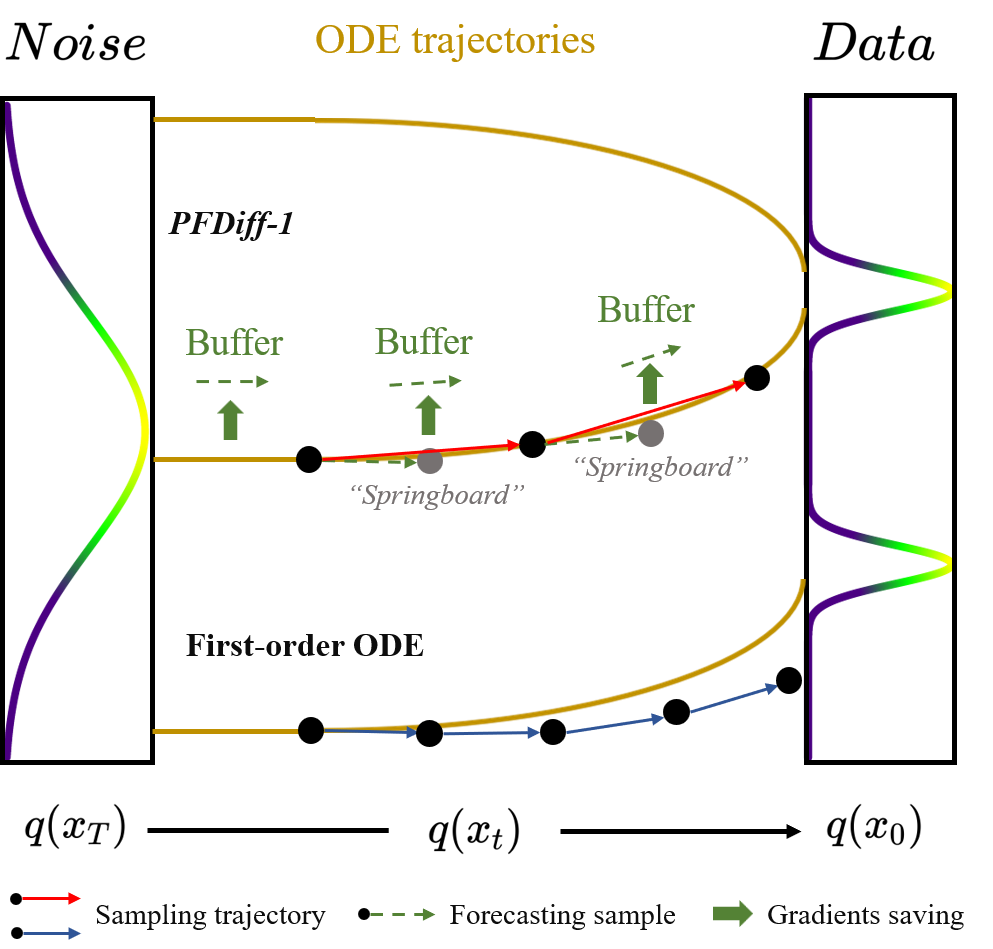 Noise
ODE trajectories
Data
PFDiff-1
Buffer
Buffer
Buffer
“Springboard”
“Springboard”
First-order ODE
q(x_T)
q(x_t)
q(x_0)
Sampling trajectory
Forecasting sample
Gradients saving